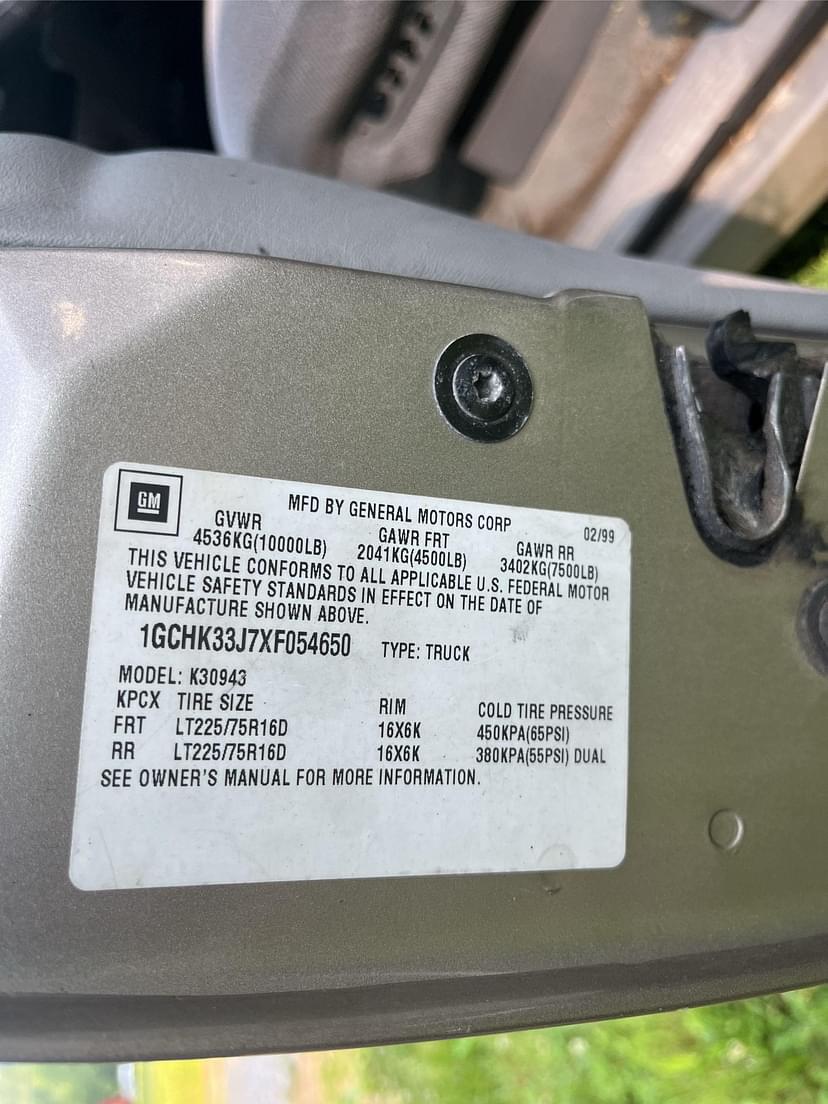 GM
MFD BY GENERAL MOTORS CORP 02/99
GVWR GAWR FRT GAWR RR
4536KG(10000LB) 2041KG(4500LB) 3402KG(7500LB)
THIS VEHICLE CONFORMS TO ALL APPLICABLE U.S. FEDERAL MOTOR
VEHICLE SAFETY STANDARDS IN EFFECT ON THE DATE OF
MANUFACTURE SHOWN ABOVE.
1GCHK33J7XF054650 TYPE: TRUCK
MODEL: K30943
KPCX TIRE SIZE RIM COLD TIRE PRESSURE
FRT LT225/75R16D 16X6K 450KPA(65PSI)
RR LT225/75R16D 16X6K 380KPA(55PSI) DUAL
SEE OWNER'S MANUAL FOR MORE INFORMATION.